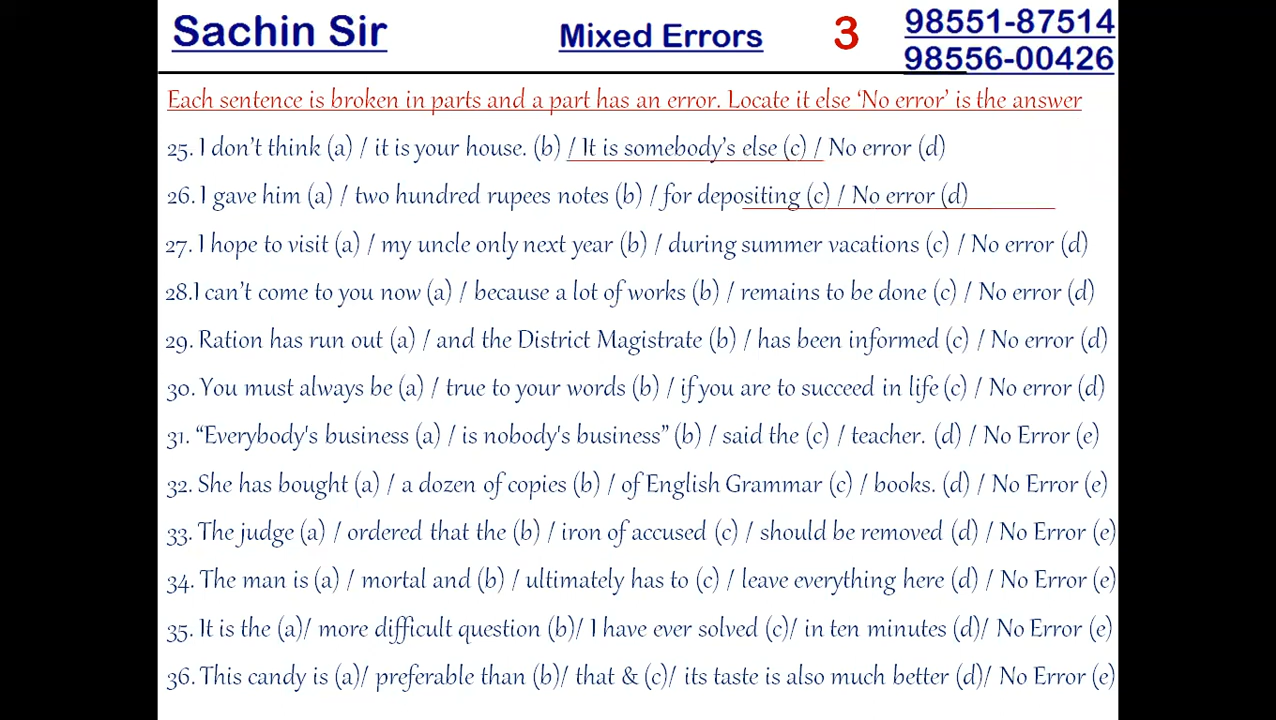 Sachin Sir Mixed Errors 3 98551-87514
98556-00426
Each sentence is broken in parts and a part has an error. Locate it else ‘No error’ is the answer
25. I don’t think (a) / it is your house. (b) / It is somebody’s else (c) / No error (d)
26. I gave him (a) / two hundred rupees notes (b) / for depositing (c) / No error (d)
27. I hope to visit (a) / my uncle only next year (b) / during summer vacations (c) / No error (d)
28.I can’t come to you now (a) / because a lot of works (b) / remains to be done (c) / No error (d)
29. Ration has run out (a) / and the District Magistrate (b) / has been informed (c) / No error (d)
30. You must always be (a) / true to your words (b) / if you are to succeed in life (c) / No error (d)
31. “Everybody's business (a) / is nobody's business” (b) / said the (c) / teacher. (d) / No Error (e)
32. She has bought (a) / a dozen of copies (b) / of English Grammar (c) / books. (d) / No Error (e)
33. The judge (a) / ordered that the (b) / iron of accused (c) / should be removed (d) / No Error (e)
34. The man is (a) / mortal and (b) / ultimately has to (c) / leave everything here (d) / No Error (e)
35. It is the (a)/ more difficult question (b)/ I have ever solved (c)/ in ten minutes (d)/ No Error (e)
36. This candy is (a)/ preferable than (b)/ that & (c)/ its taste is also much better (d)/ No Error (e)